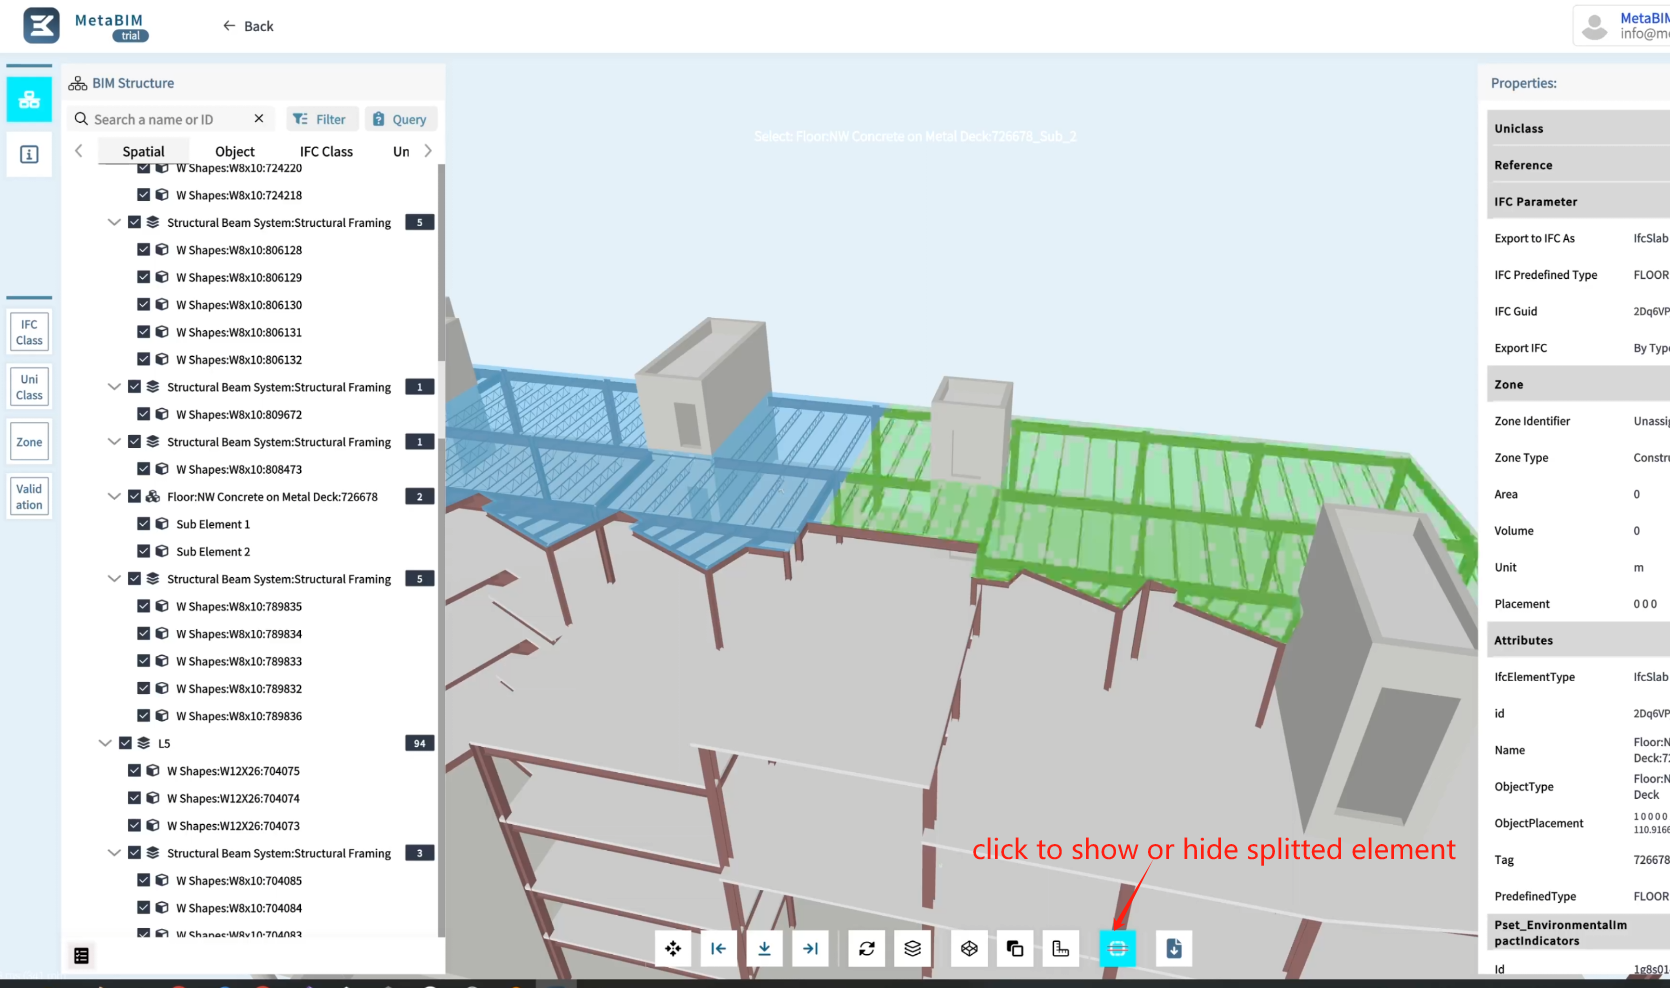 MetaBIM
trial
Back
MetaBIM
info@m
BIM Structure
Search a name or ID
Filter
Query
Spatial
Object
IFC Class
Un
W Shapes:W8x10:724220
W Shapes:W8x10:724218
Structural Beam System:Structural Framing 5
W Shapes:W8x10:806128
W Shapes:W8x10:806129
W Shapes:W8x10:806130
W Shapes:W8x10:806131
W Shapes:W8x10:806132
Structural Beam System:Structural Framing 1
W Shapes:W8x10:809672
Structural Beam System:Structural Framing 1
W Shapes:W8x10:808473
Floor:NW Concrete on Metal Deck:726678 2
Sub Element 1
Sub Element 2
Structural Beam System:Structural Framing 5
W Shapes:W8x10:789835
W Shapes:W8x10:789834
W Shapes:W8x10:789833
W Shapes:W8x10:789832
W Shapes:W8x10:789836
L5 94
W Shapes:W12X26:704075
W Shapes:W12X26:704074
W Shapes:W12X26:704073
Structural Beam System:Structural Framing 3
W Shapes:W8x10:704085
W Shapes:W8x10:704084
W Shapes:W8x10:704083
IFC
Class
Uni
Class
Zone
Valid
ation
Select: Floor:NW Concrete on Metal Deck:726678_Sub_2
click to show or hide splitted element
Properties:
Uniclass
Reference
IFC Parameter
Export to IFC As IfcSlab
IFC Predefined Type FLOOR
IFC Guid 2Dq6VP
Export IFC By Type
Zone
Zone Identifier Unassig
Zone Type Constru
Area 0
Volume 0
Unit m
Placement 0 0 0
Attributes
IfcElementType IfcSlab
id 2Dq6VP
Name Floor:N
Deck:72
ObjectType Floor:N
Deck
ObjectPlacement 1 0 0 0 0
110.9166
Tag 726678
PredefinedType FLOOR
Pset_EnvironmentalIm
pactIndicators
Id 1g8s01